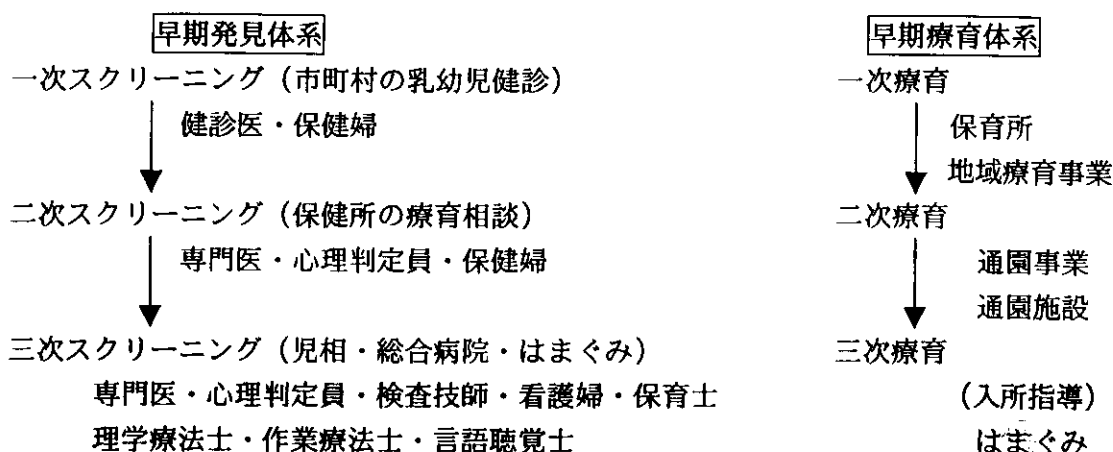 早期発見体系
一次スクリーニング(市町村の乳幼児健診)
健診医・保健婦
二次スクリーニング(保健所の療育相談)
専門医・心理判定員・保健婦
三次スクリーニング(児相・総合病院・はまぐみ)
専門医・心理判定員・検査技師・看護婦・保育士
理学療法士・作業療法士・言語聴覚士
早期療育体系
一次療育
保育所
地域療育事業
二次療育
通園事業
通園施設
三次療育
(入所指導)
はまぐみ